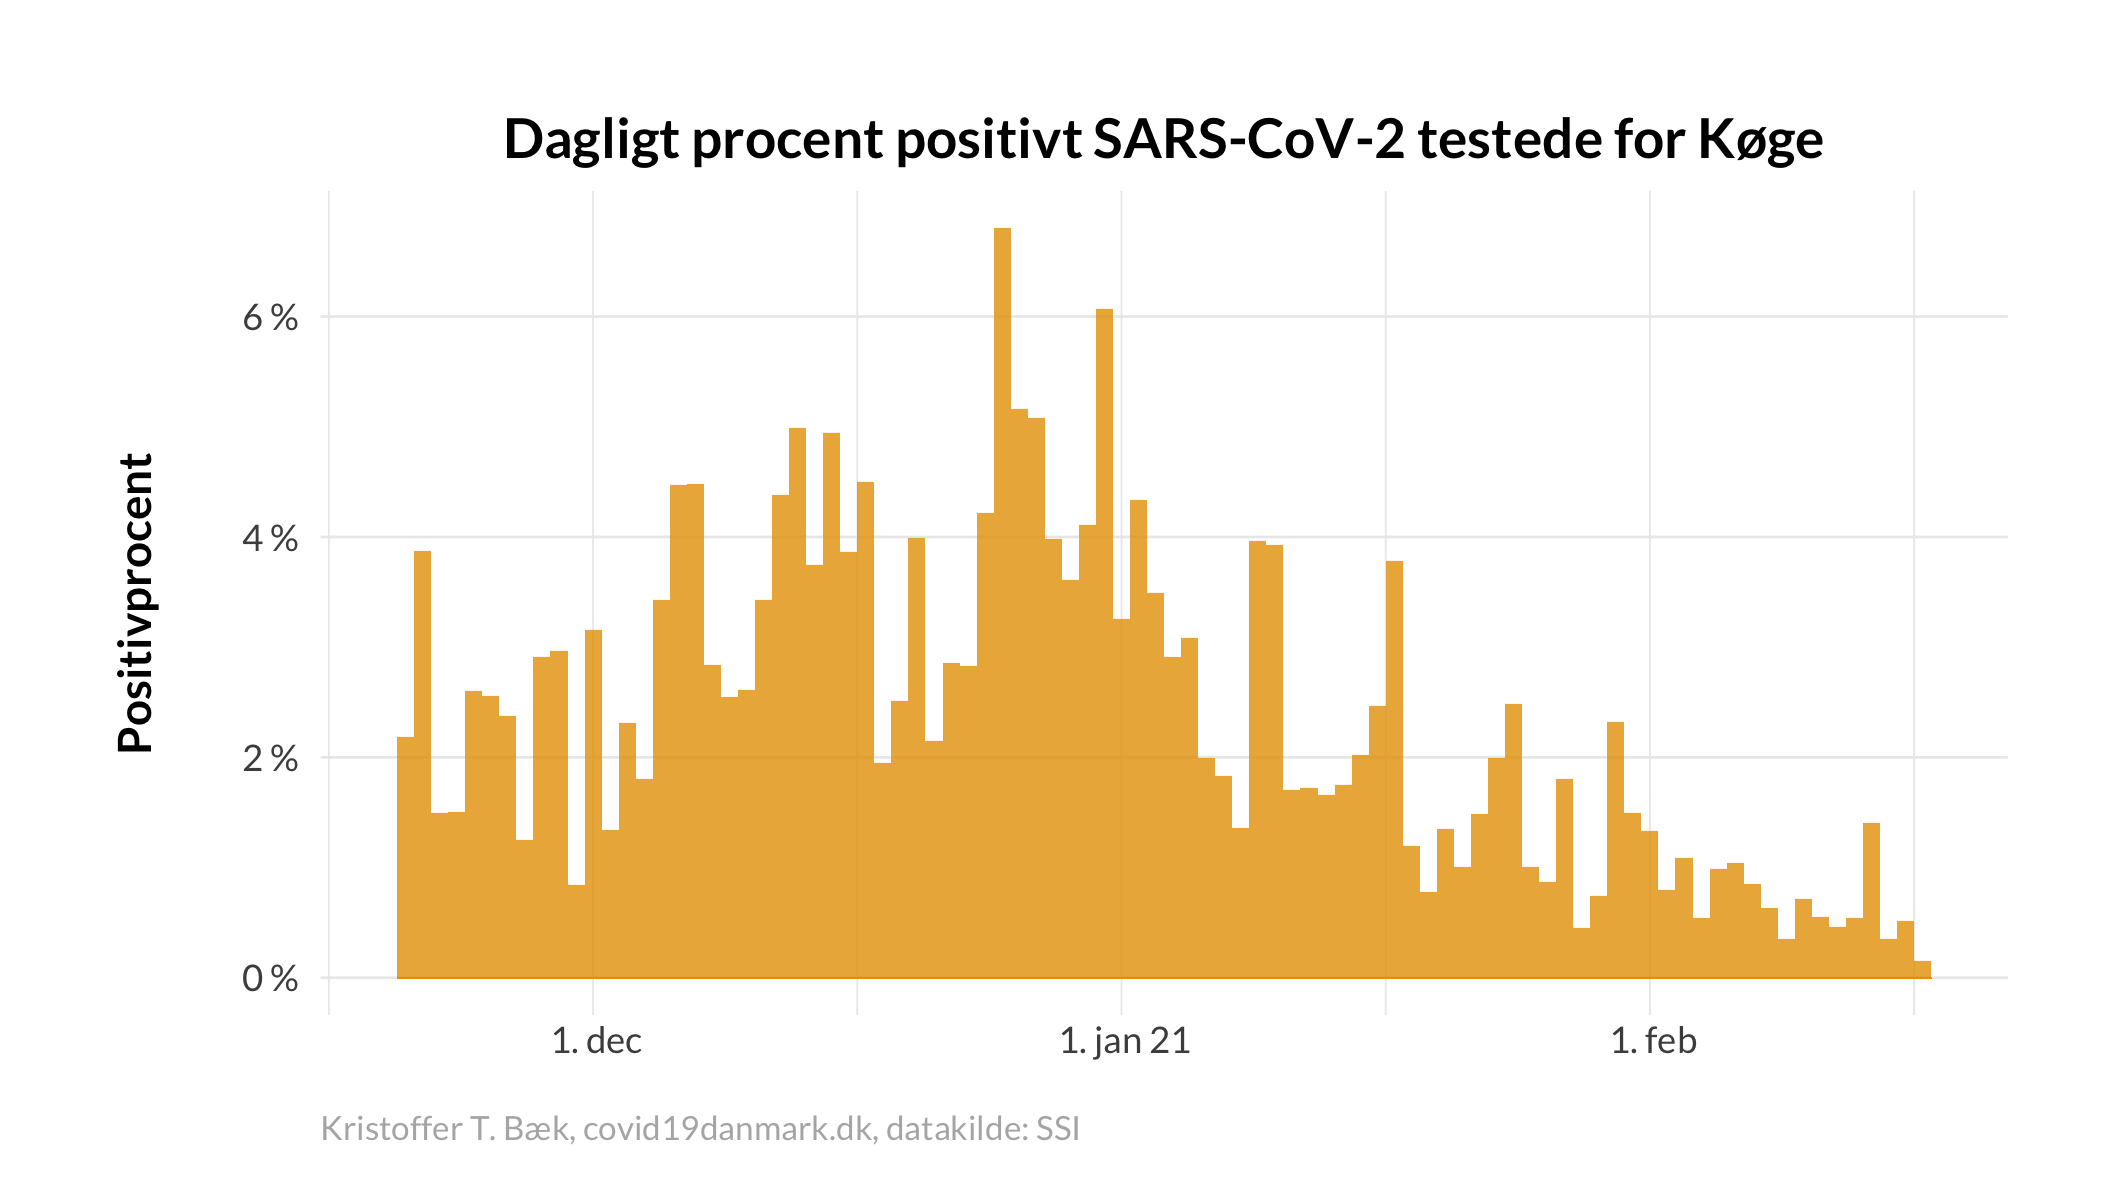 Dagligt procent positivt SARS-CoV-2 testede for Køge
Positivprocent
6 %
4 %
2 %
0 %
1. dec
1. jan 21
1. feb
Kristoffer T. Bæk, covid19danmark.dk, datakilde: SSI